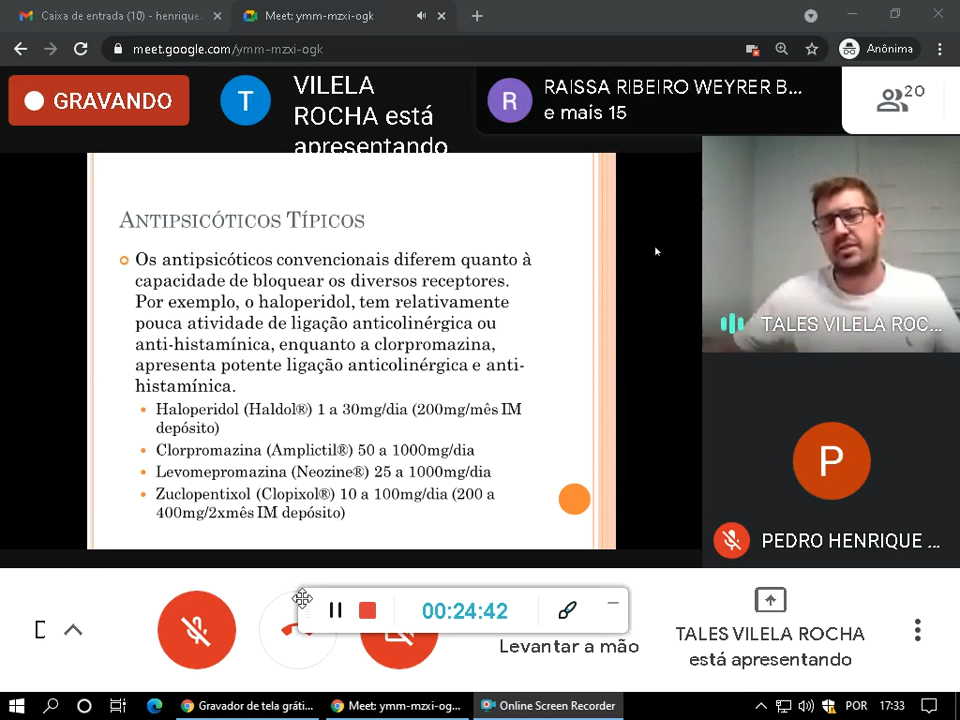 Caixa de entrada (10) - henrique.
Meet: ymm-mzxi-ogk
meet.google.com/ymm-mzxi-ogk
Anônima
GRAVANDO
T
VILELA
ROCHA está
apresentando
R
RAISSA RIBEIRO WEYRER B...
e mais 15
20
ANTIPSICÓTICOS TÍPICOS
Os antipsicóticos convencionais diferem quanto à
capacidade de bloquear os diversos receptores.
Por exemplo, o haloperidol, tem relativamente
pouca atividade de ligação anticolinérgica ou
anti-histamínica, enquanto a clorpromazina,
apresenta potente ligação anticolinérgica e anti-
histamínica.
• Haloperidol (Haldol®) 1 a 30mg/dia (200mg/mês IM
depósito)
• Clorpromazina (Amplictil®) 50 a 1000mg/dia
• Levomepromazina (Neozine®) 25 a 1000mg/dia
• Zuclopentixol (Clopixol®) 10 a 100mg/dia (200 a
400mg/2xmês IM depósito)
TALES VILELA ROC...
P
PEDRO HENRIQUE ...
00:24:42
Levantar a mão
TALES VILELA ROCHA
está apresentando
Gravador de tela gráti...
Meet: ymm-mzxi-og...
Online Screen Recorder
POR
17:33